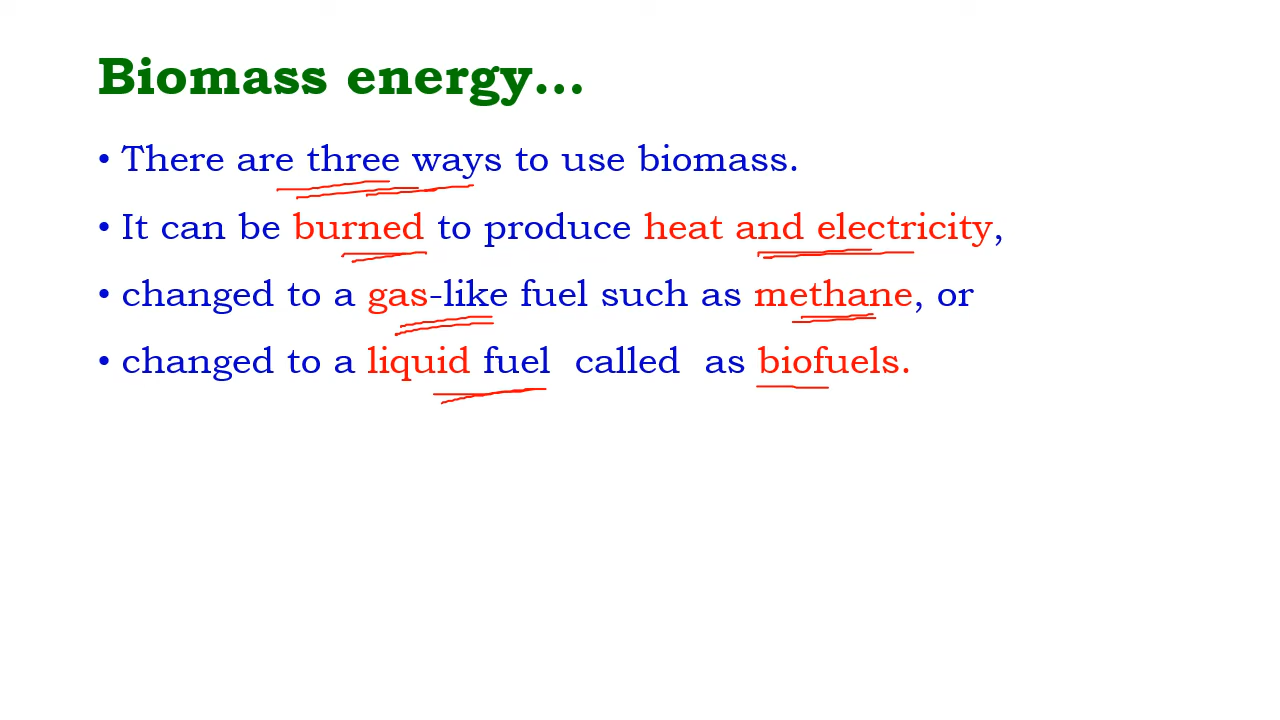 Biomass energy...
• There are three ways to use biomass.
• It can be burned to produce heat and electricity,
• changed to a gas-like fuel such as methane, or
• changed to a liquid fuel called as biofuels.